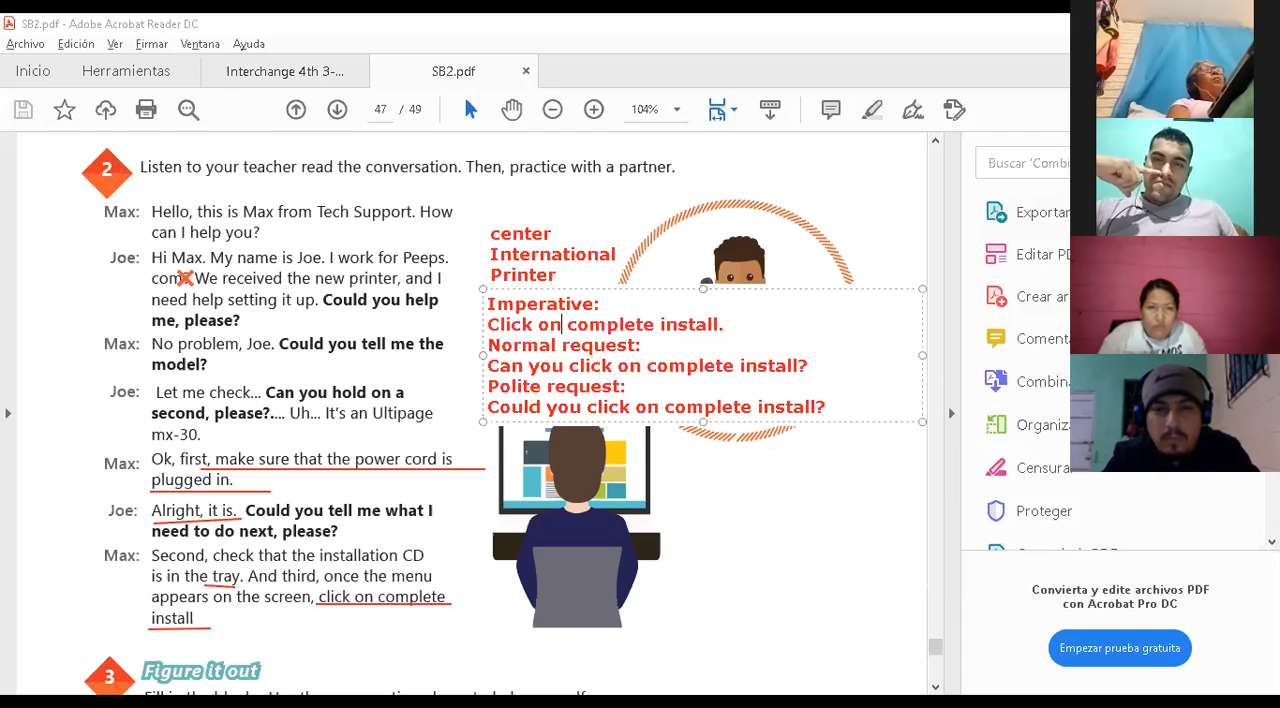 SB2.pdf - Adobe Acrobat Reader DC
Archivo Edición Ver Firmar Ventana Ayuda
Inicio Herramientas Interchange 4th 3-... SB2.pdf ×
47 / 49 104%
2 Listen to your teacher read the conversation. Then, practice with a partner.
Max: Hello, this is Max from Tech Support. How
can I help you?
Joe: Hi Max. My name is Joe. I work for Peeps.
com. We received the new printer, and I
need help setting it up. Could you help
me, please?
Max: No problem, Joe. Could you tell me the
model?
Joe: Let me check... Can you hold on a
second, please?.... Uh... It's an Ultipage
mx-30.
Max: Ok, first, make sure that the power cord is
plugged in.
Joe: Alright, it is. Could you tell me what I
need to do next, please?
Max: Second, check that the installation CD
is in the tray. And third, once the menu
appears on the screen, click on complete
install
center
International
Printer
Imperative:
Click on complete install.
Normal request:
Can you click on complete install?
Polite request:
Could you click on complete install?
3 Figure it out
Buscar 'Comb
Exportar
Editar PD
Crear ar
Coment
Combin
Organiz
Censura
Proteger
Convierta y edite archivos PDF
con Acrobat Pro DC
Empezar prueba gratuita